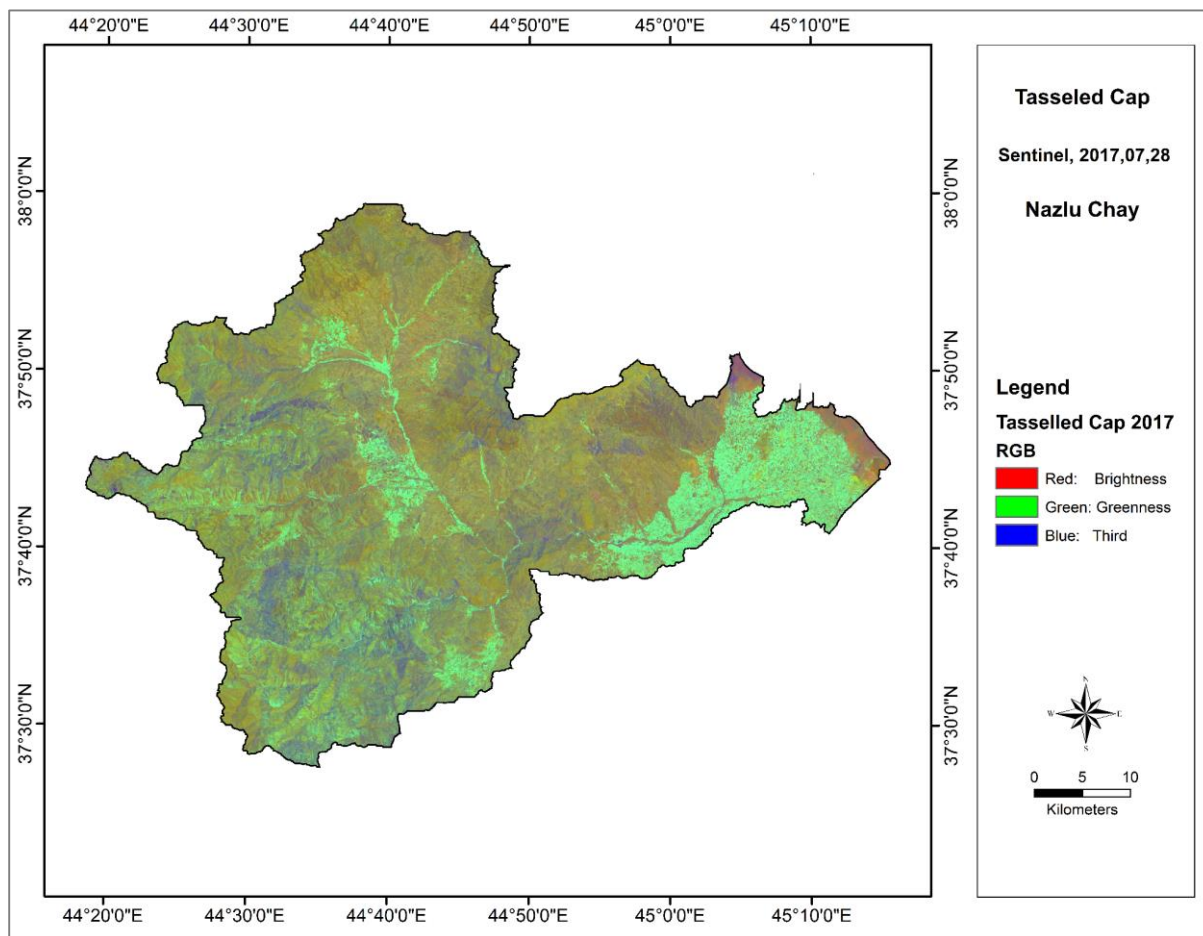 44°20'0"E 44°30'0"E 44°40'0"E 44°50'0"E 45°0'0"E 45°10'0"E
38°0'0"N 38°0'0"N
37°50'0"N 37°50'0"N
37°40'0"N 37°40'0"N
37°30'0"N 37°30'0"N
44°20'0"E 44°30'0"E 44°40'0"E 44°50'0"E 45°0'0"E 45°10'0"E
Tasseled Cap
Sentinel, 2017,07,28
Nazlu Chay
Legend
Tasselled Cap 2017
RGB
Red: Brightness
Green: Greenness
Blue: Third
N
W E
S
0 5 10
Kilometers